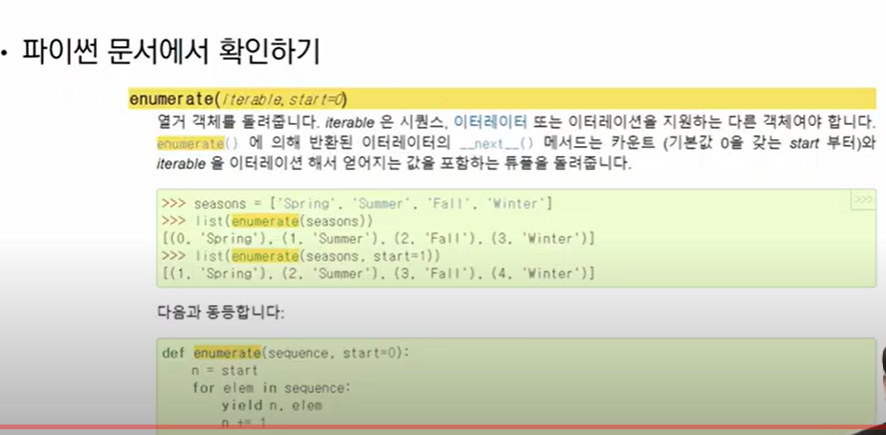 • 파이썬 문서에서 확인하기
enumerate(iterable, start=0)
열거 객체를 돌려줍니다. iterable 은 시퀀스, 이터레이터 또는 이터레이션을 지원하는 다른 객체여야 합니다.
enumerate() 에 의해 반환된 이터레이터의 __next__() 메서드는 카운트 (기본값 0을 갖는 start 부터)와
iterable 을 이터레이션 해서 얻어지는 값을 포함하는 튜플을 돌려줍니다.
>>>
>>> seasons = ['Spring', 'Summer', 'Fall', 'Winter']
>>> list(enumerate(seasons))
[(0, 'Spring'), (1, 'Summer'), (2, 'Fall'), (3, 'Winter')]
>>> list(enumerate(seasons, start=1))
[(1, 'Spring'), (2, 'Summer'), (3, 'Fall'), (4, 'Winter')]
다음과 동등합니다:
def enumerate(sequence, start=0):
    n = start
    for elem in sequence:
        yield n, elem
        n += 1